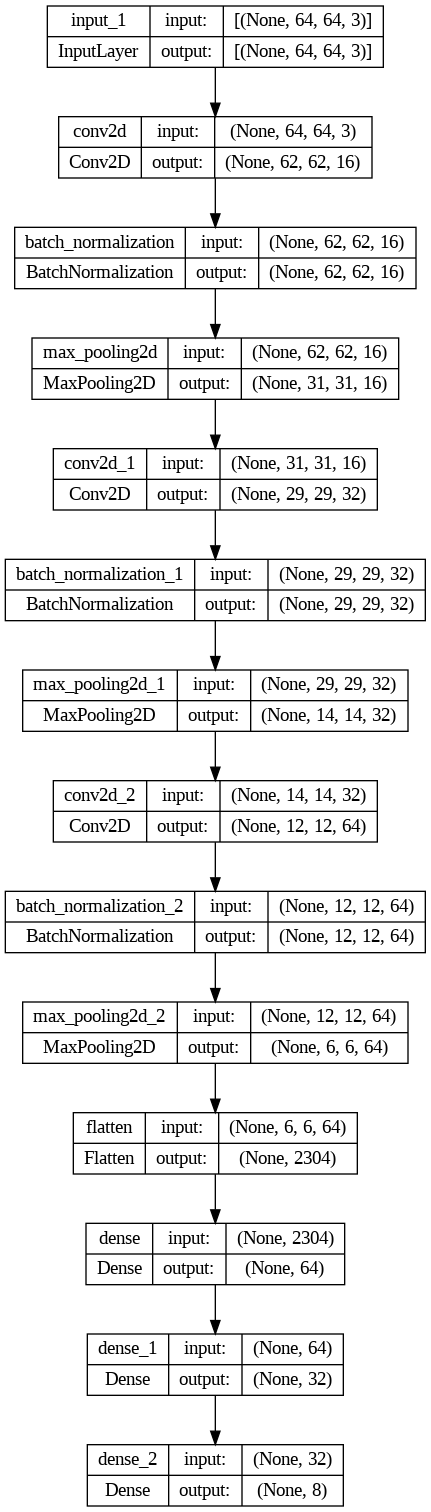 input_1 input: [(None, 64, 64, 3)]
InputLayer output: [(None, 64, 64, 3)]
conv2d input: (None, 64, 64, 3)
Conv2D output: (None, 62, 62, 16)
batch_normalization input: (None, 62, 62, 16)
BatchNormalization output: (None, 62, 62, 16)
max_pooling2d input: (None, 62, 62, 16)
MaxPooling2D output: (None, 31, 31, 16)
conv2d_1 input: (None, 31, 31, 16)
Conv2D output: (None, 29, 29, 32)
batch_normalization_1 input: (None, 29, 29, 32)
BatchNormalization output: (None, 29, 29, 32)
max_pooling2d_1 input: (None, 29, 29, 32)
MaxPooling2D output: (None, 14, 14, 32)
conv2d_2 input: (None, 14, 14, 32)
Conv2D output: (None, 12, 12, 64)
batch_normalization_2 input: (None, 12, 12, 64)
BatchNormalization output: (None, 12, 12, 64)
max_pooling2d_2 input: (None, 12, 12, 64)
MaxPooling2D output: (None, 6, 6, 64)
flatten input: (None, 6, 6, 64)
Flatten output: (None, 2304)
dense input: (None, 2304)
Dense output: (None, 64)
dense_1 input: (None, 64)
Dense output: (None, 32)
dense_2 input: (None, 32)
Dense output: (None, 8)